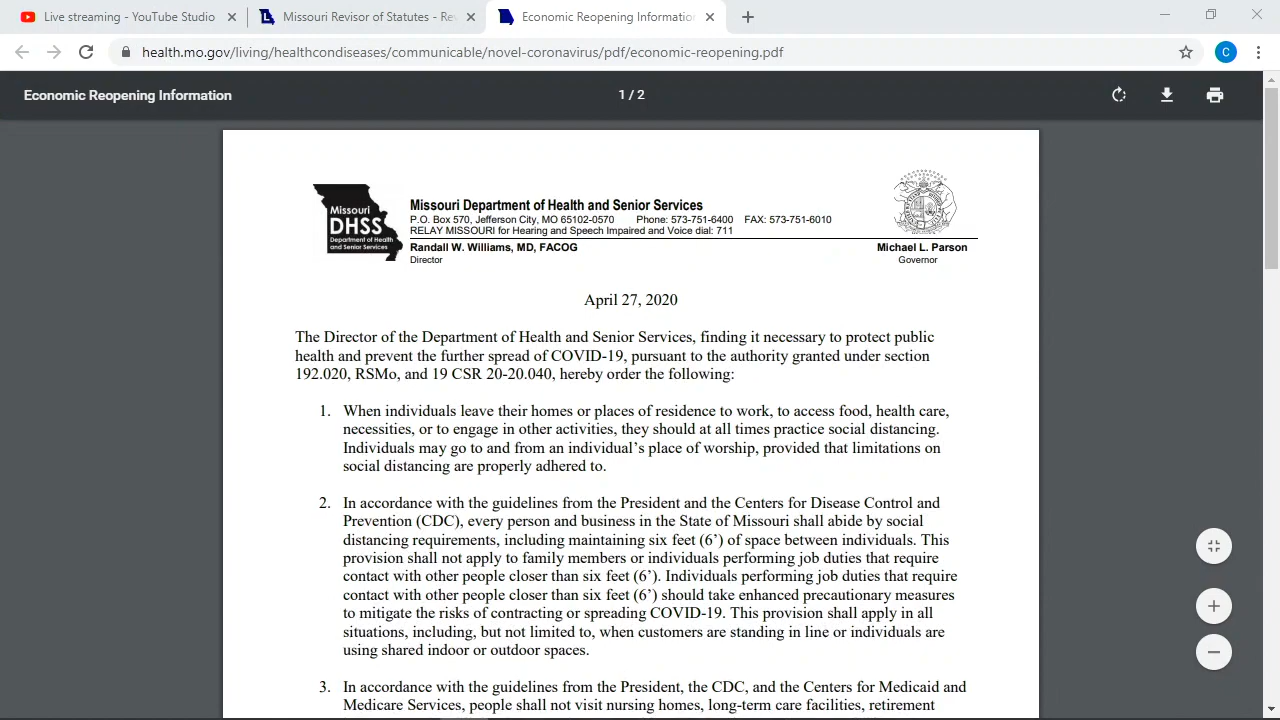 Live streaming - YouTube Studio
Missouri Revisor of Statutes - Rev
Economic Reopening Information
health.mo.gov/living/healthcondiseases/communicable/novel-coronavirus/pdf/economic-reopening.pdf
C
Economic Reopening Information
1 / 2
Missouri
DHSS
Department of Health
and Senior Services
Missouri Department of Health and Senior Services
P.O. Box 570, Jefferson City, MO 65102-0570 Phone: 573-751-6400 FAX: 573-751-6010
RELAY MISSOURI for Hearing and Speech Impaired and Voice dial: 711
Randall W. Williams, MD, FACOG
Director
Michael L. Parson
Governor
April 27, 2020
The Director of the Department of Health and Senior Services, finding it necessary to protect public
health and prevent the further spread of COVID-19, pursuant to the authority granted under section
192.020, RSMo, and 19 CSR 20-20.040, hereby order the following:
1. When individuals leave their homes or places of residence to work, to access food, health care,
necessities, or to engage in other activities, they should at all times practice social distancing.
Individuals may go to and from an individual's place of worship, provided that limitations on
social distancing are properly adhered to.
2. In accordance with the guidelines from the President and the Centers for Disease Control and
Prevention (CDC), every person and business in the State of Missouri shall abide by social
distancing requirements, including maintaining six feet (6') of space between individuals. This
provision shall not apply to family members or individuals performing job duties that require
contact with other people closer than six feet (6'). Individuals performing job duties that require
contact with other people closer than six feet (6') should take enhanced precautionary measures
to mitigate the risks of contracting or spreading COVID-19. This provision shall apply in all
situations, including, but not limited to, when customers are standing in line or individuals are
using shared indoor or outdoor spaces.
3. In accordance with the guidelines from the President, the CDC, and the Centers for Medicaid and
Medicare Services, people shall not visit nursing homes, long-term care facilities, retirement